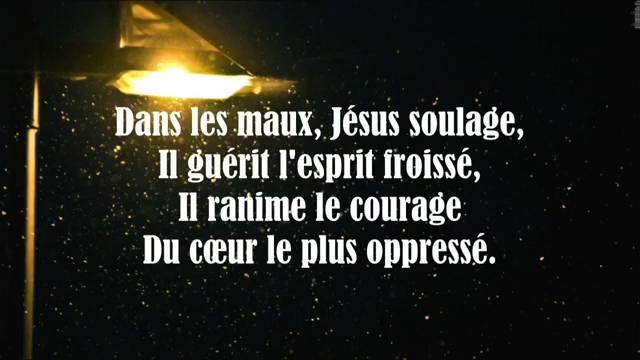 Dans les maux, Jésus soulage,
Il guérit l'esprit froissé,
Il ranime le courage
Du cœur le plus oppressé.